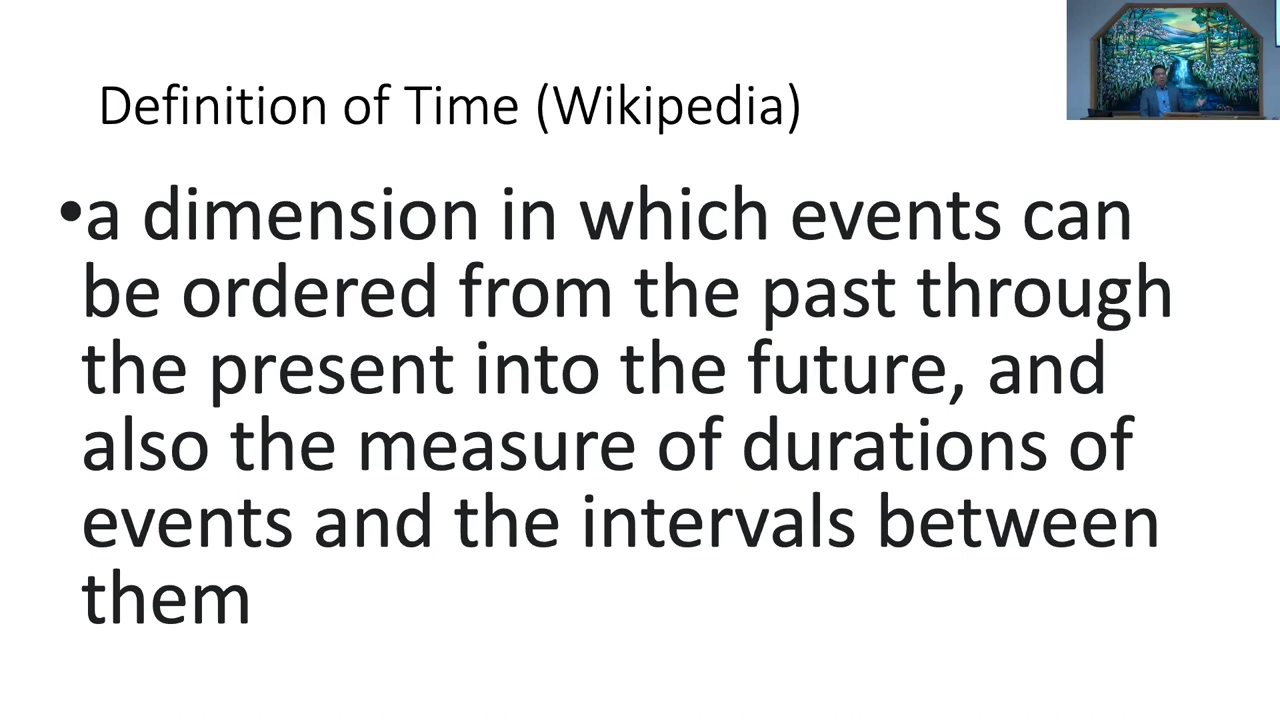 Definition of Time (Wikipedia)
•a dimension in which events can
be ordered from the past through
the present into the future, and
also the measure of durations of
events and the intervals between
them